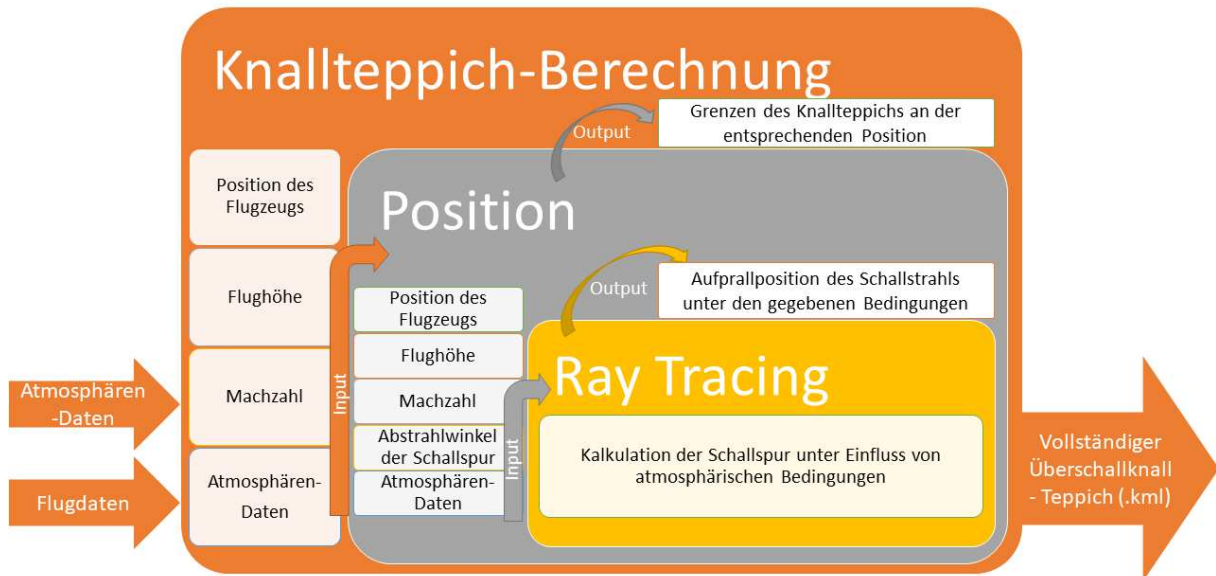 Knallteppich-Berechnung
Output
Grenzen des Knallteppichs an der
entsprechenden Position
Position des
Flugzeugs
Flughöhe
Machzahl
Atmosphären-
Daten
Input
Position
Output
Aufprallposition des Schallstrahls
unter den gegebenen Bedingungen
Position des
Flugzeugs
Flughöhe
Machzahl
Abstrahlwinkel
der Schallspur
Atmosphären-
Daten
Input
Ray Tracing
Kalkulation der Schallspur unter Einfluss von
atmosphärischen Bedingungen
Atmosphären
-Daten
Flugdaten
Vollständiger
Überschallknall
- Teppich (.kml)